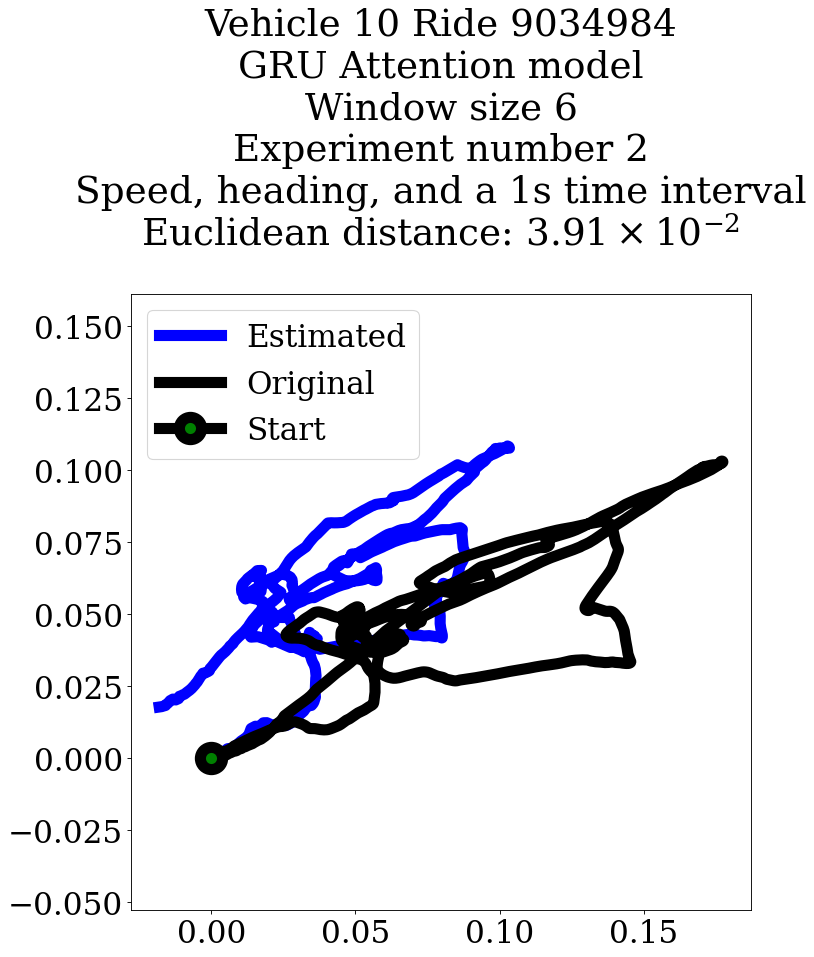 Vehicle 10 Ride 9034984
GRU Attention model
Window size 6
Experiment number 2
Speed, heading, and a 1s time interval
Euclidean distance: 3.91 × 10⁻²
Estimated
Original
Start
0.150
0.125
0.100
0.075
0.050
0.025
0.000
−0.025
−0.050
0.00 0.05 0.10 0.15